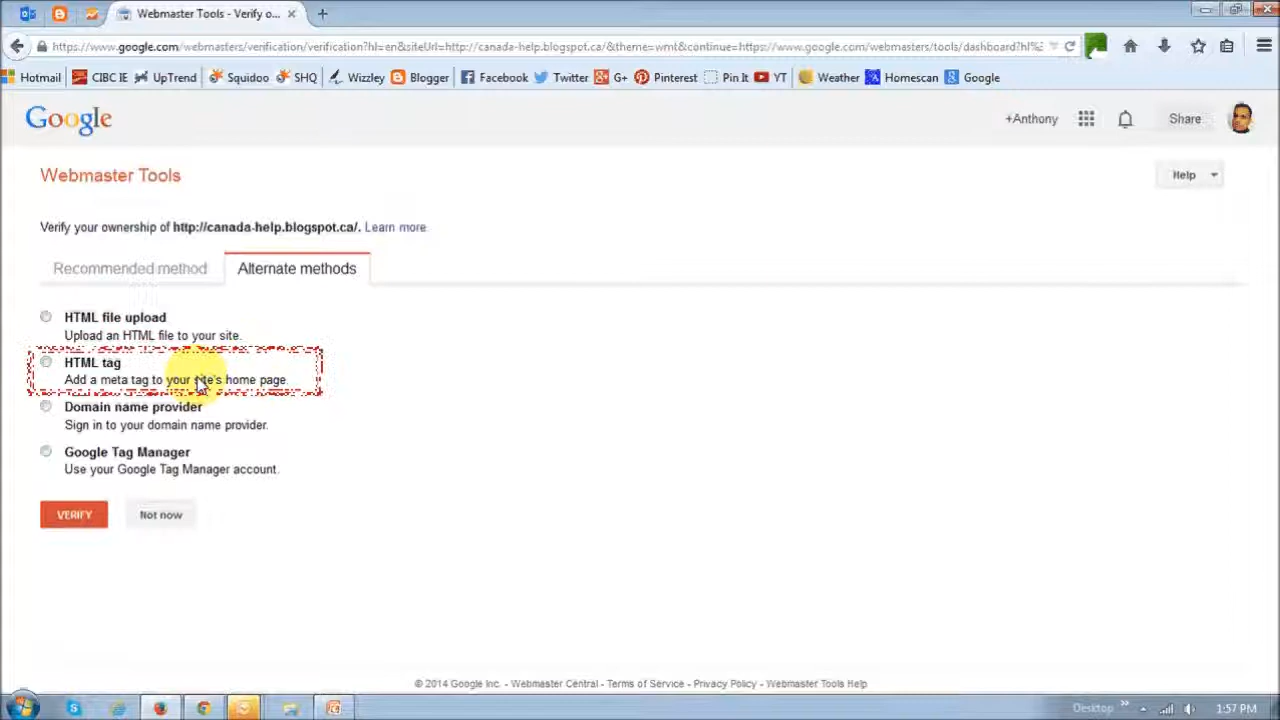 Webmaster Tools - Verify o...
https://www.google.com/webmasters/verification/verification?hl=en&siteUrl=http://canada-help.blogspot.ca/&theme=wmt&continue=https://www.google.com/webmasters/tools/dashboard?hl%
Hotmail CIBC IE UpTrend Squidoo SHQ Wizzley Blogger Facebook Twitter G+ Pinterest Pin It YT Weather Homescan Google
Google
+Anthony
Share
Webmaster Tools
Help
Verify your ownership of http://canada-help.blogspot.ca/. Learn more.
Recommended method Alternate methods
HTML file upload
Upload an HTML file to your site.
HTML tag
Add a meta tag to your site's home page.
Domain name provider
Sign in to your domain name provider.
Google Tag Manager
Use your Google Tag Manager account.
VERIFY Not now
© 2014 Google Inc. - Webmaster Central - Terms of Service - Privacy Policy - Webmaster Tools Help
Desktop
1:57 PM